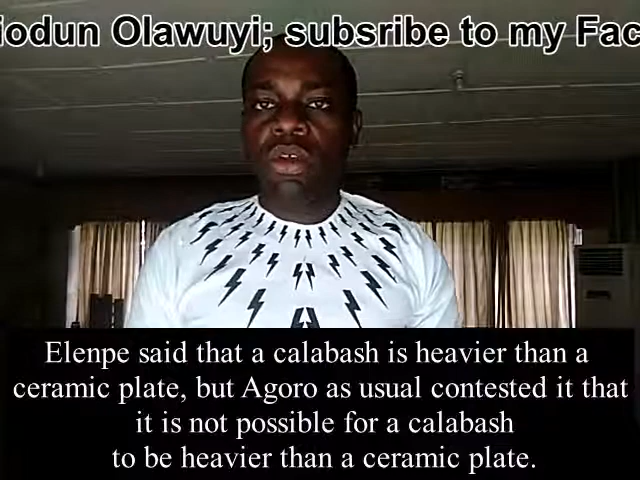 iodun Olawuyi; subsribe to my Fac
Elenpe said that a calabash is heavier than a
ceramic plate, but Agoro as usual contested it that
it is not possible for a calabash
to be heavier than a ceramic plate.